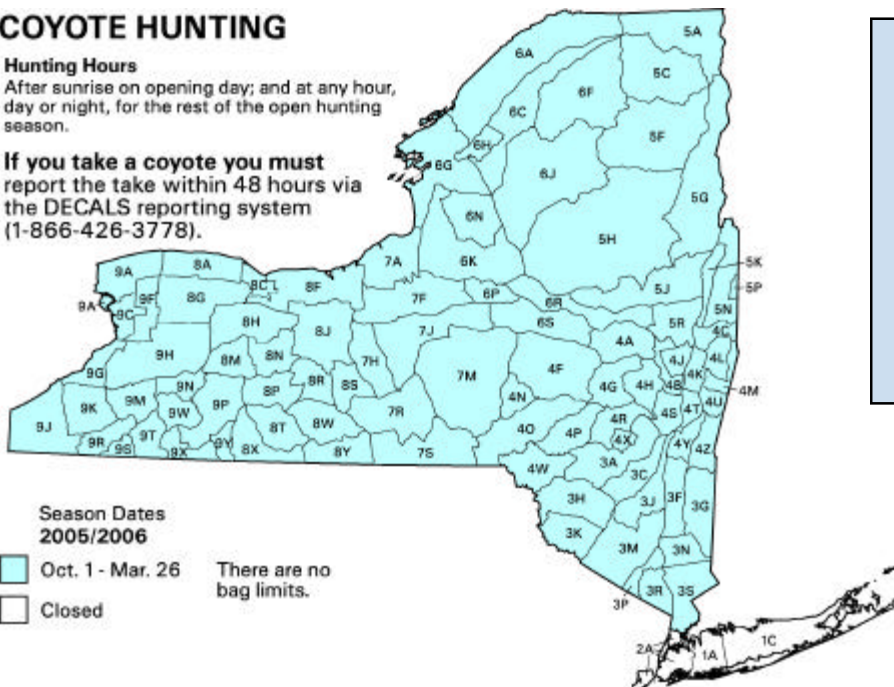 COYOTE HUNTING
Hunting Hours
After sunrise on opening day; and at any hour,
day or night, for the rest of the open hunting
season.
If you take a coyote you must
report the take within 48 hours via
the DECALS reporting system
(1-866-426-3778).
6A
5A
5C
6F
6C
6H
5F
6G
6J
5G
6N
5H
9A
8A
7A
6K
5K
8C
8F
5J
5P
9A
9F
8G
7F
6P
6R
9C
5N
8H
8J
7J
6S
5R
4C
4A
9H
8M
8N
7H
4J
4L
9G
7M
4F
4K
9N
8P
8R
8S
4G
4H
4B
4M
9K
9M
9W
9P
7R
4N
4S
4T
4U
9J
8T
8W
4O
4P
4R
9R
9S
9T
9X
9Y
8X
8Y
7S
4X
4Y
4Z
4W
3A
3C
3H
3J
3F
3G
3K
3M
3N
3P
3R
3S
2A
1A
1C
Season Dates
2005/2006
Oct. 1 - Mar. 26
There are no
bag limits.
Closed